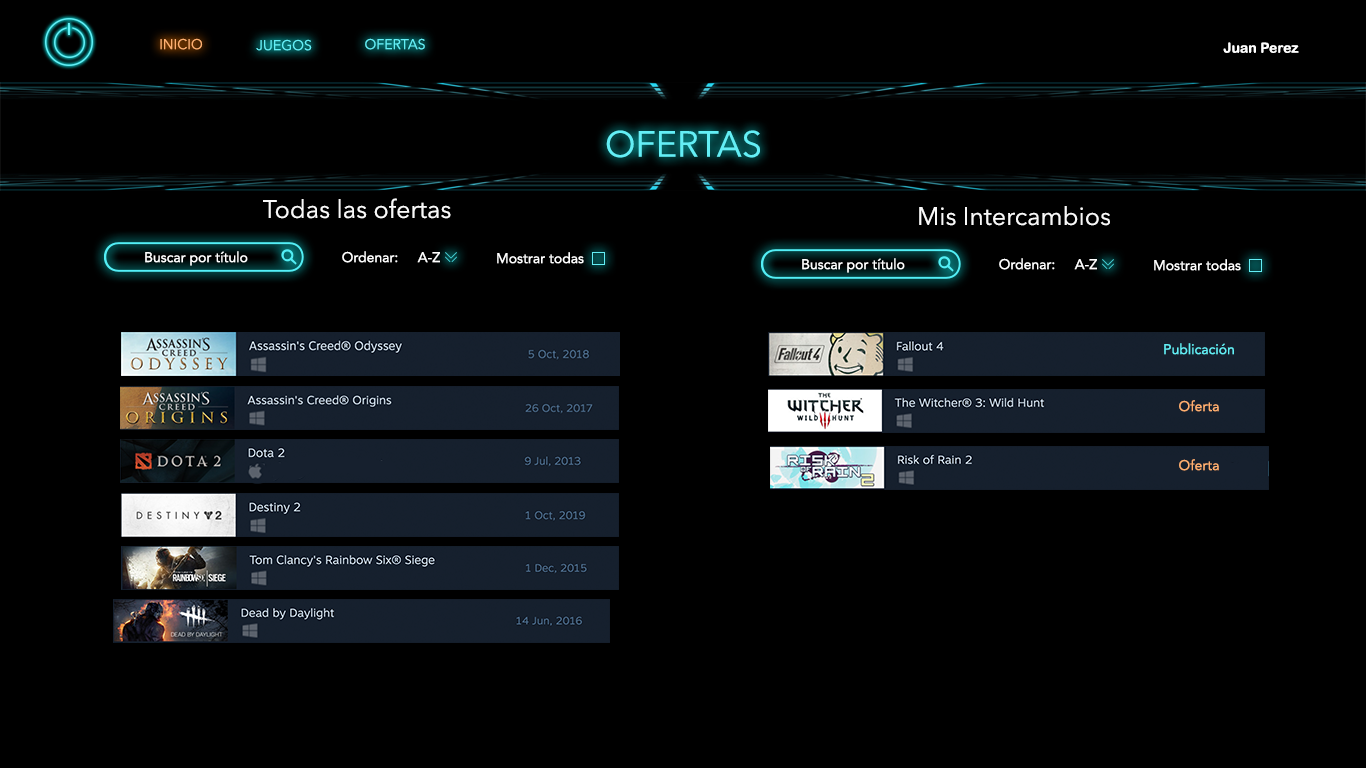 INICIO
JUEGOS
OFERTAS
Juan Perez
OFERTAS
Todas las ofertas
Buscar por título
Ordenar:
A-Z
Mostrar todas
ASSASSIN'S
CREED
ODYSSEY
Assassin's Creed® Odyssey
5 Oct, 2018
ASSASSIN'S
CREED
ORIGINS
Assassin's Creed® Origins
26 Oct, 2017
DOTA 2
Dota 2
9 Jul, 2013
DESTINY 2
Destiny 2
1 Oct, 2019
RAINBOW SIX | SIEGE
Tom Clancy's Rainbow Six® Siege
1 Dec, 2015
DEAD BY DAYLIGHT
Dead by Daylight
14 Jun, 2016
Mis Intercambios
Buscar por título
Ordenar:
A-Z
Mostrar todas
Fallout 4
Fallout 4
Publicación
THE
WITCHER
WILD HUNT
The Witcher® 3: Wild Hunt
Oferta
RISK
OF RAIN
2
Risk of Rain 2
Oferta